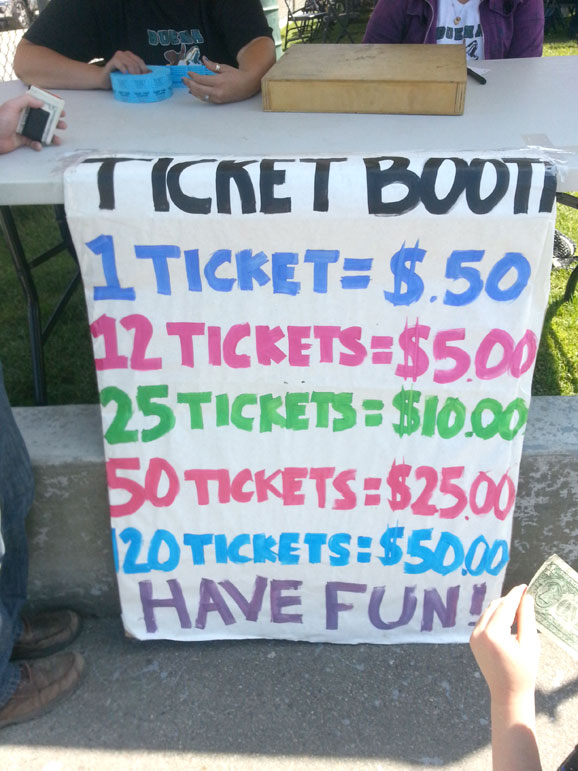 TICKET BOOTH
1 TICKET = $.50
12 TICKETS = $5.00
25 TICKETS = $10.00
50 TICKETS = $25.00
120 TICKETS = $50.00
HAVE FUN!